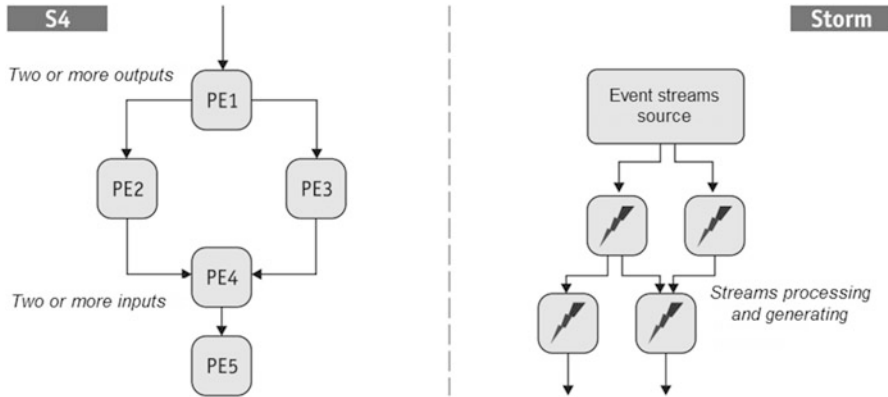 S4
Storm
Two or more outputs
PE1
PE2
PE3
PE4
Two or more inputs
PE5
Event streams
source
Streams processing
and generating